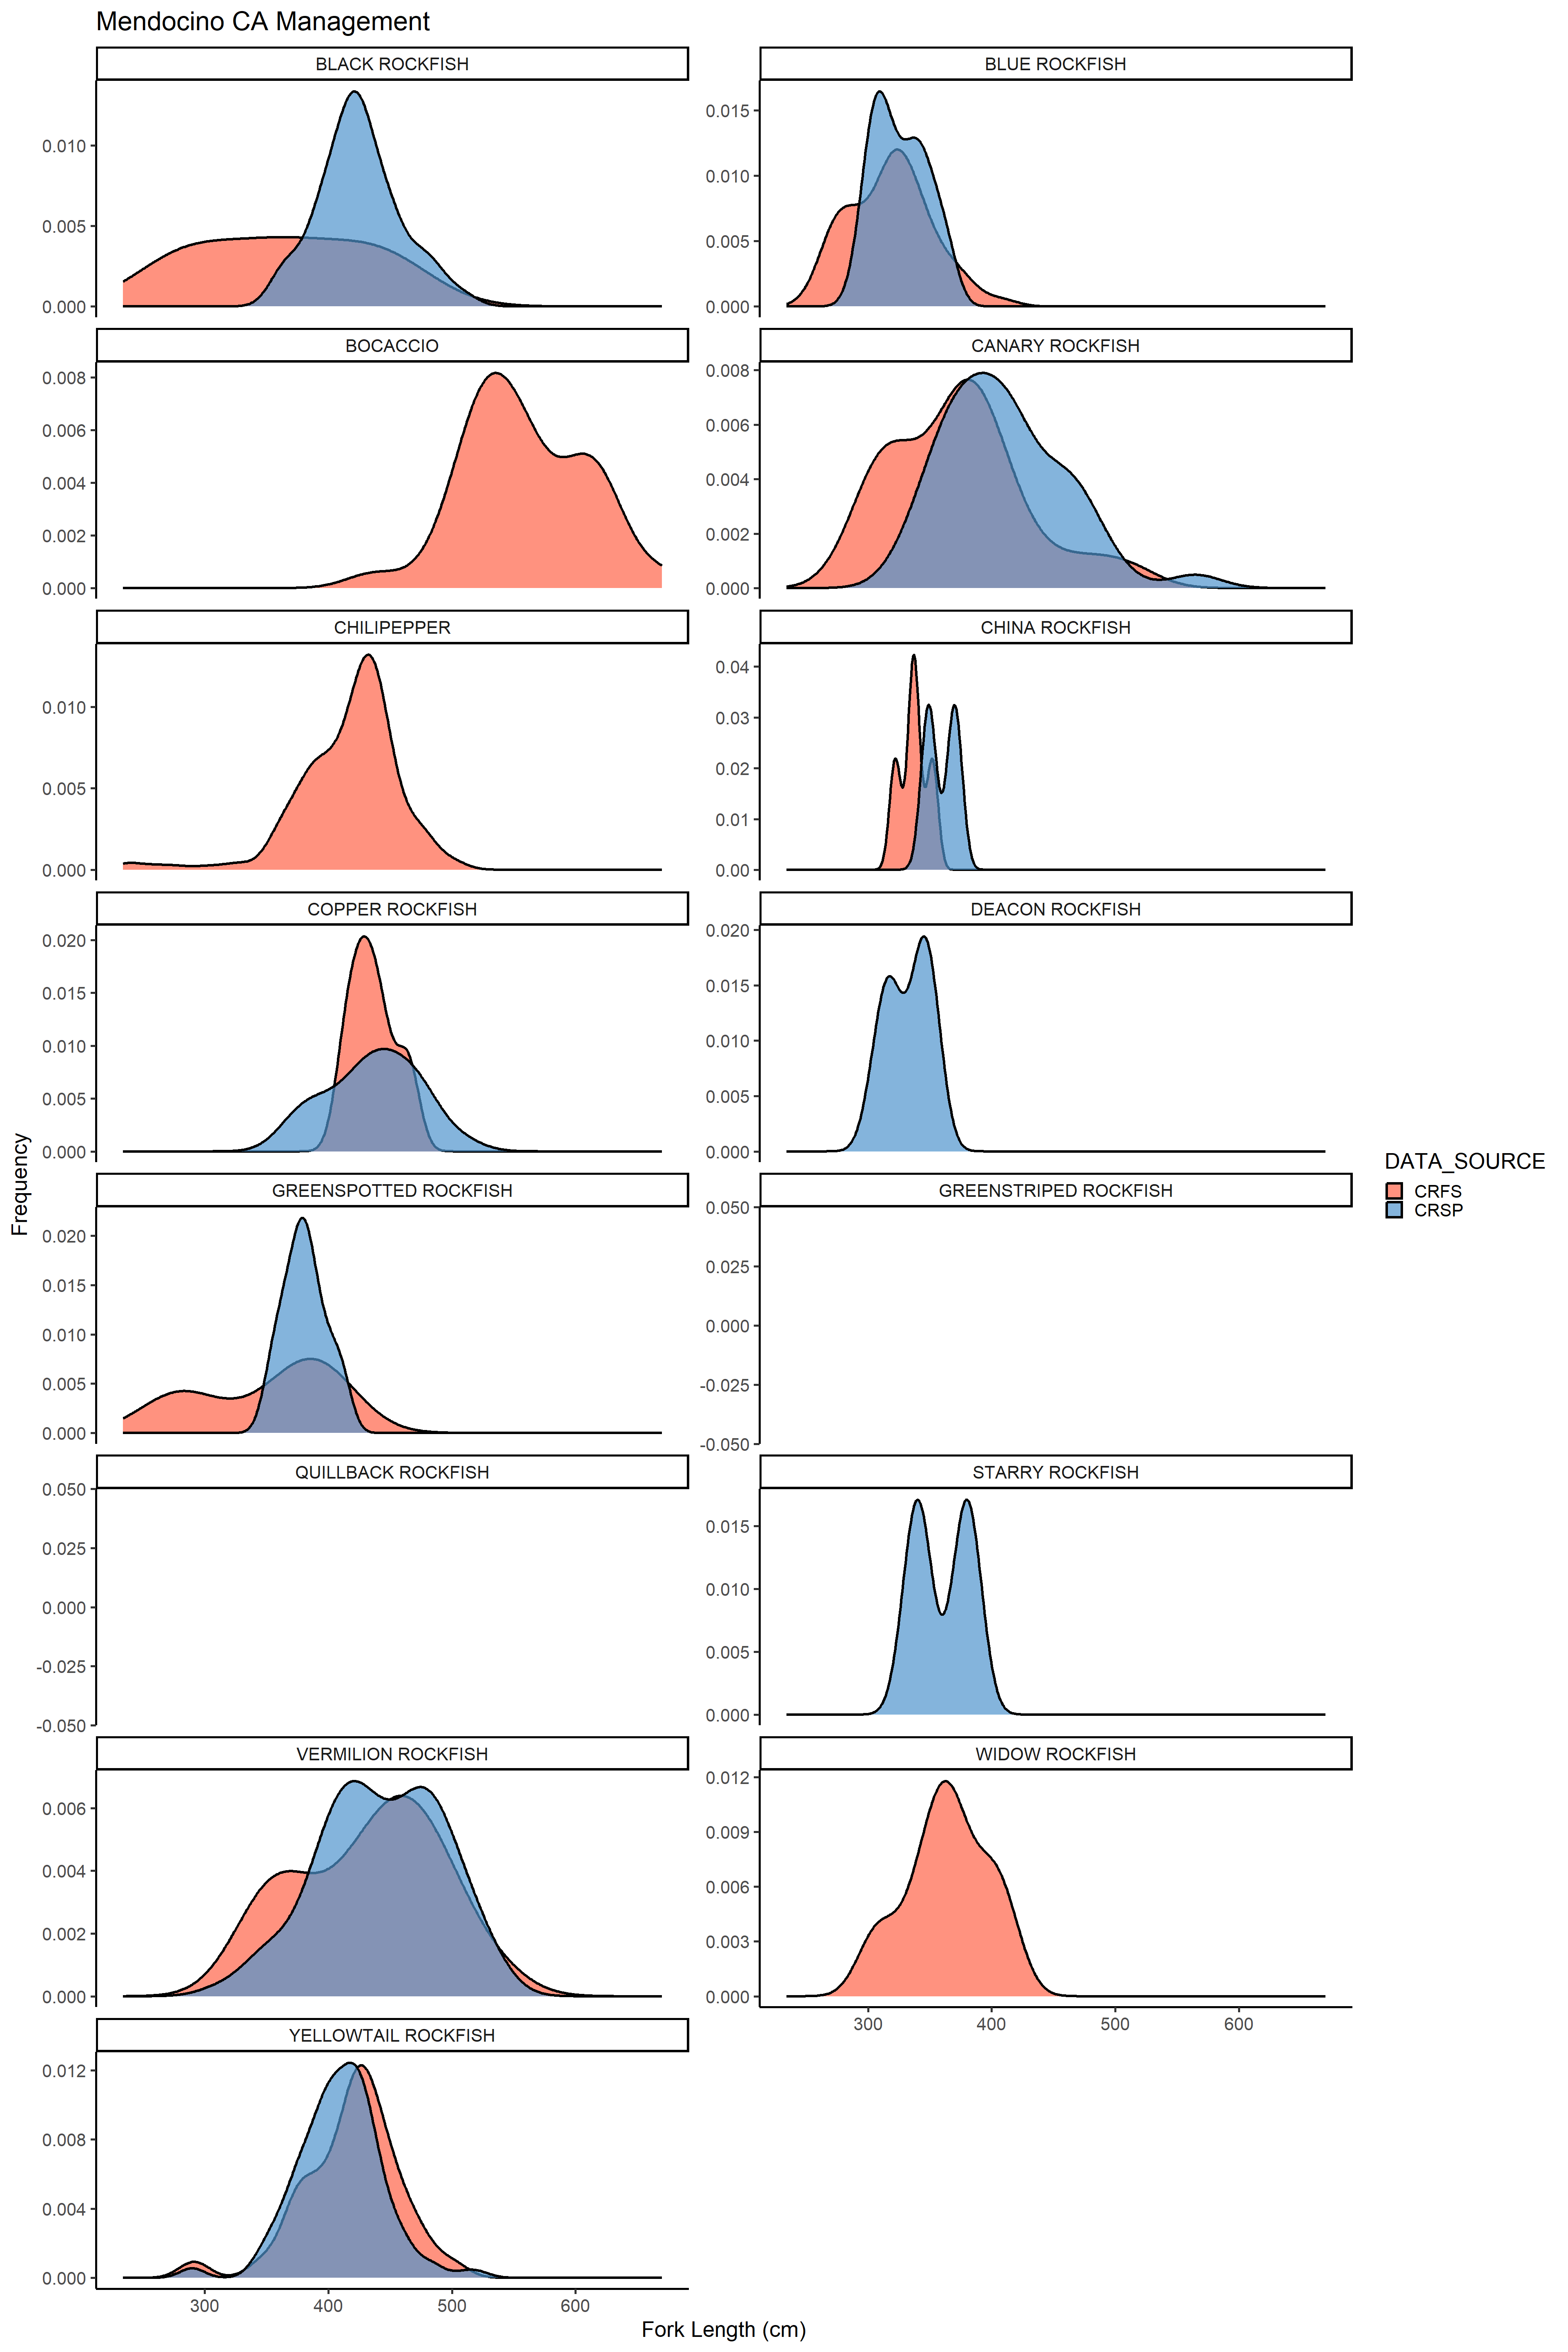 Mendocino CA Management
BLACK ROCKFISH
0.010
0.005
0.000
BLUE ROCKFISH
0.015
0.010
0.005
0.000
BOCACCIO
0.008
0.006
0.004
0.002
0.000
CANARY ROCKFISH
0.008
0.006
0.004
0.002
0.000
CHILIPEPPER
0.010
0.005
0.000
CHINA ROCKFISH
0.04
0.03
0.02
0.01
0.00
COPPER ROCKFISH
0.020
0.015
0.010
0.005
0.000
DEACON ROCKFISH
0.020
0.015
0.010
0.005
0.000
GREENSPOTTED ROCKFISH
0.020
0.015
0.010
0.005
0.000
GREENSTRIPED ROCKFISH
0.050
0.025
0.000
-0.025
-0.050
QUILLBACK ROCKFISH
0.050
0.025
0.000
-0.025
-0.050
STARRY ROCKFISH
0.015
0.010
0.005
0.000
VERMILION ROCKFISH
0.006
0.004
0.002
0.000
WIDOW ROCKFISH
0.012
0.009
0.006
0.003
0.000
300 400 500 600
YELLOWTAIL ROCKFISH
0.012
0.008
0.004
0.000
300 400 500 600
Fork Length (cm)
Frequency
DATA_SOURCE
CRFS
CRSP